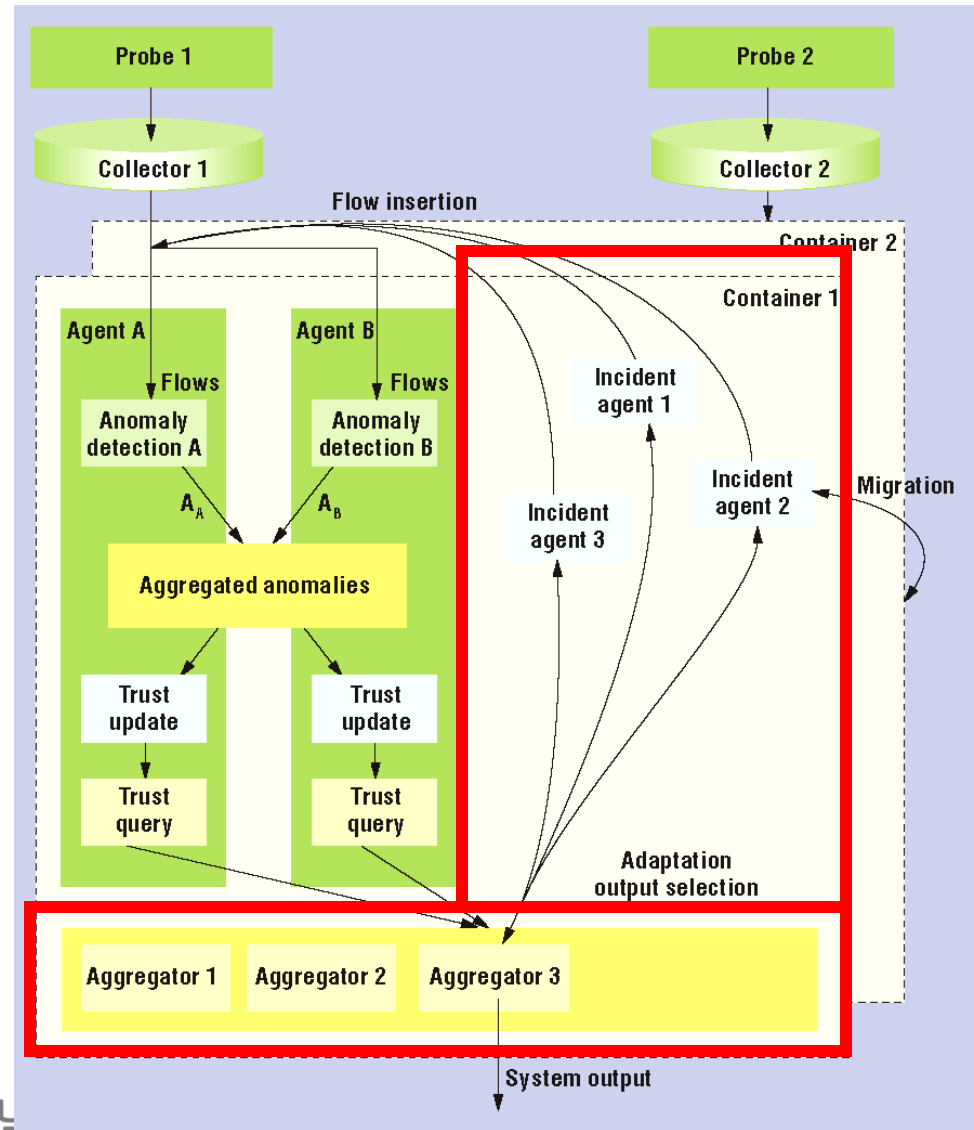 Probe 1
Probe 2
Collector 1
Collector 2
Flow insertion
Container 2
Container 1
Agent A
Agent B
Flows
Flows
Incident
agent 1
Anomaly
detection A
Anomaly
detection B
Incident
agent 2
Migration
A_A
A_B
Incident
agent 3
Aggregated anomalies
Trust
update
Trust
update
Trust
query
Trust
query
Adaptation
output selection
Aggregator 1
Aggregator 2
Aggregator 3
System output